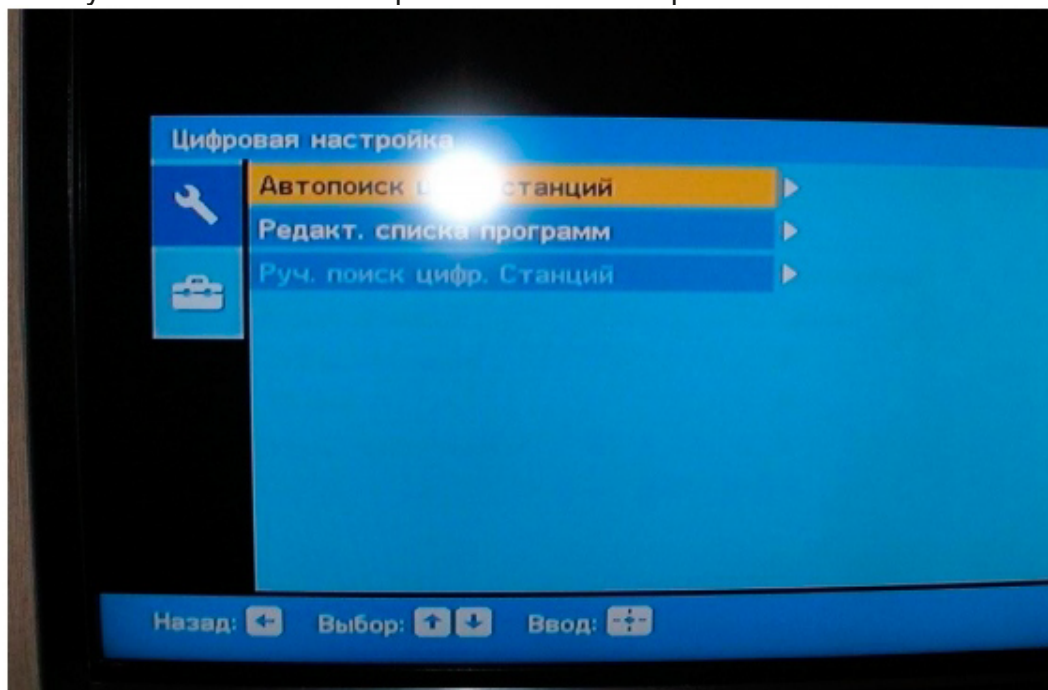 Цифровая настройка
Автопоиск станций
Редакт. списка программ
Руч. поиск цифр. Станций
Назад: Выбор: Ввод: